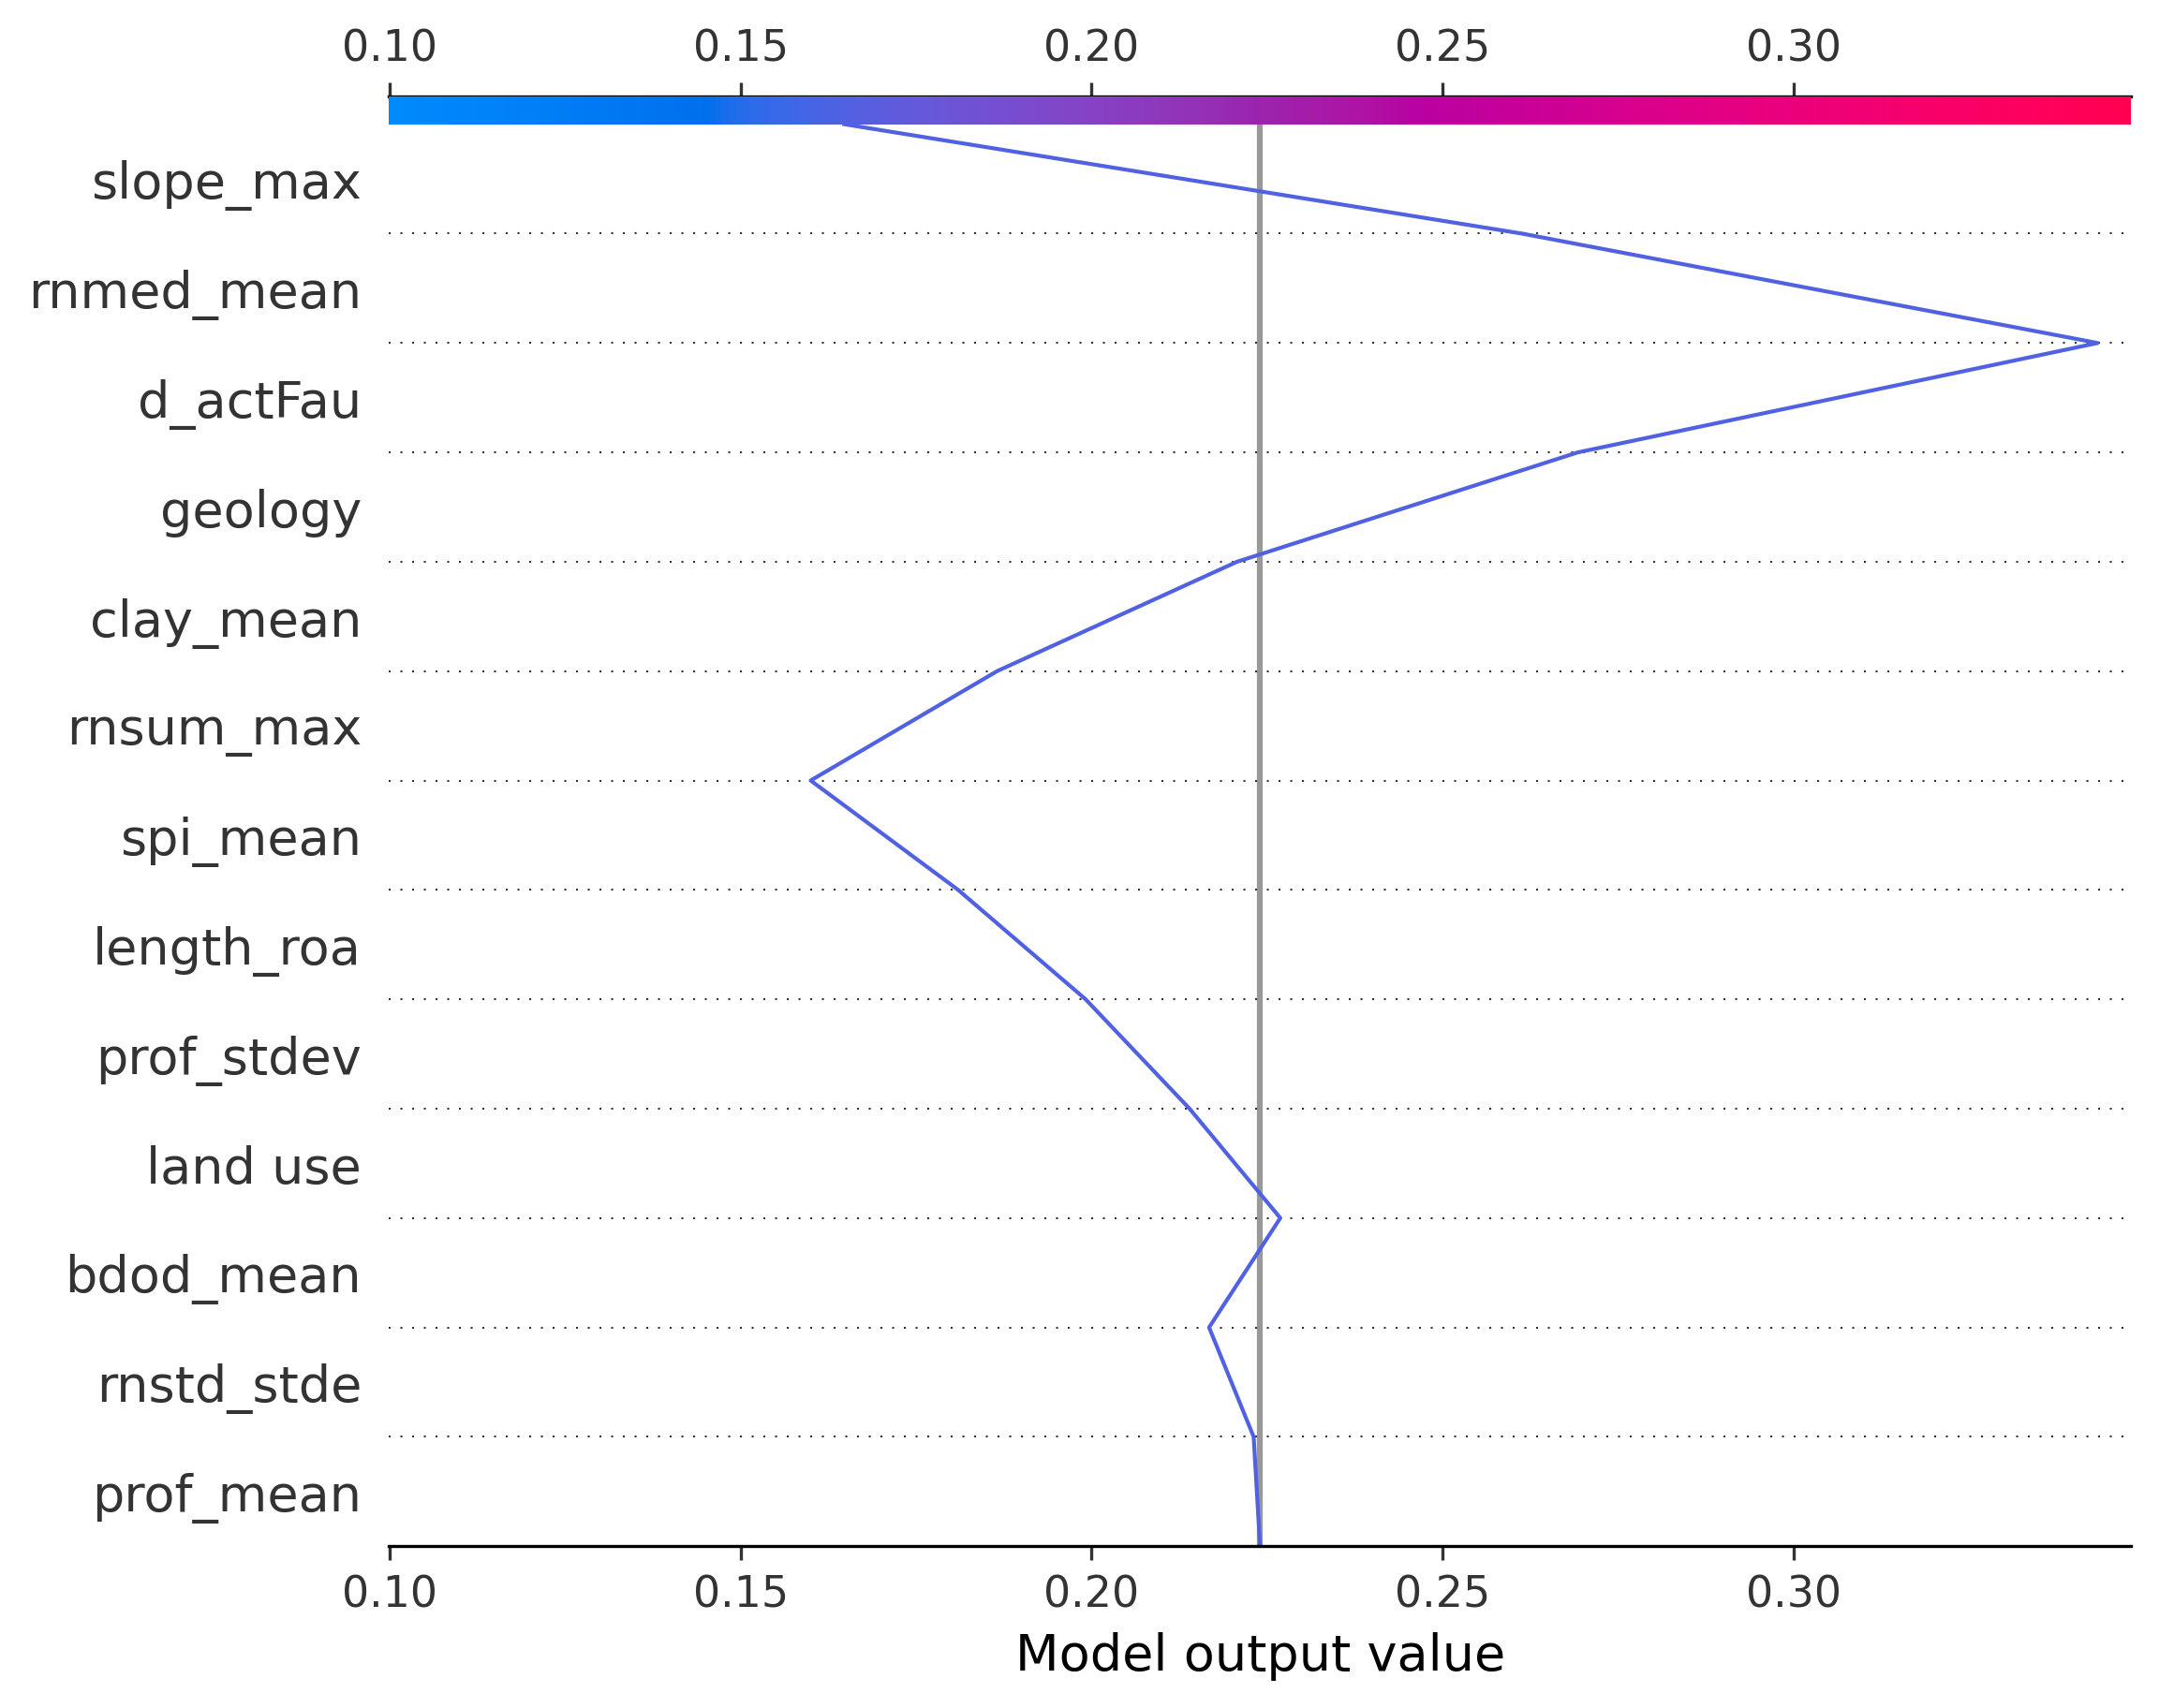 0.10 0.15 0.20 0.25 0.30
slope_max
rnmed_mean
d_actFau
geology
clay_mean
rnsum_max
spi_mean
length_roa
prof_stdev
land use
bdod_mean
rnstd_stde
prof_mean
0.10 0.15 0.20 0.25 0.30
Model output value